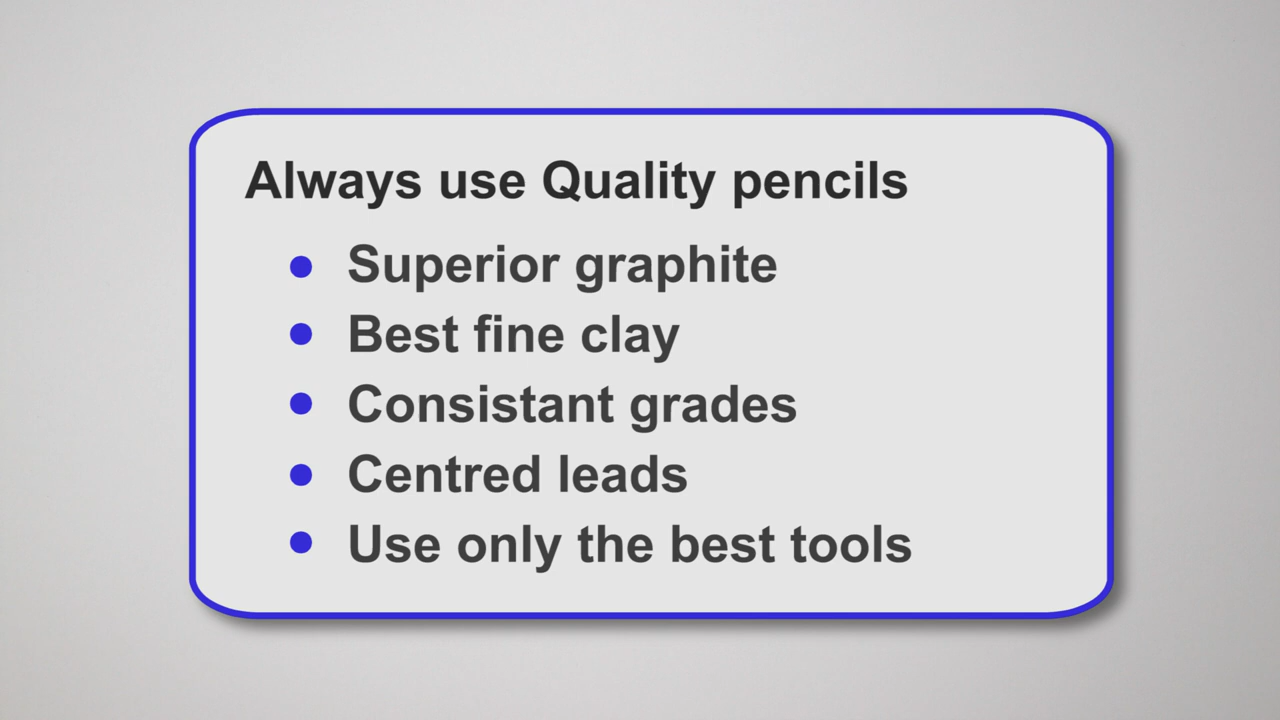 Always use Quality pencils
● Superior graphite
● Best fine clay
● Consistant grades
● Centred leads
● Use only the best tools